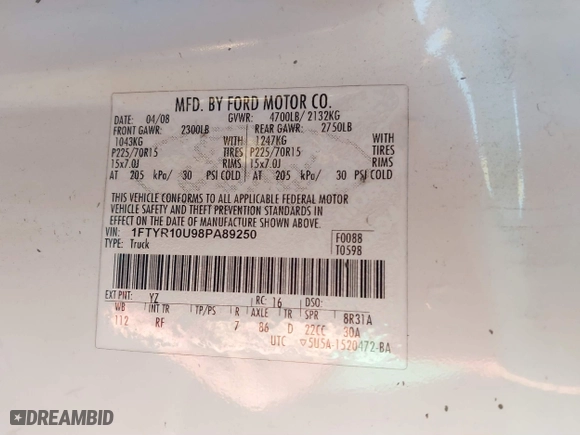 MFD. BY FORD MOTOR CO.
DATE: 04/08 GVWR: 4700LB/ 2132KG
FRONT GAWR: 2300LB REAR GAWR: 2750LB
1043KG WITH 1247KG WITH
P225/70R15 TIRES P225/70R15 TIRES
15x7.0J RIMS 15x7.0J RIMS
AT 205 kPa/ 30 PSI COLD AT 205 kPa/ 30 PSI COLD
THIS VEHICLE CONFORMS TO ALL APPLICABLE FEDERAL MOTOR
VEHICLE SAFETY AND THEFT PREVENTION STANDARDS IN
EFFECT ON THE DATE OF MANUFACTURE SHOWN ABOVE.
VIN: 1FTYR10U98PA89250 F0088
TYPE: Truck T0598
EXT PNT: YZ RC: 16 DSO:
WB INT TR TP/PS R AXLE TR SPR 8R31A
112 RF 7 86 D 22CC 30A
UTC ▽5U5A-1520472-BA
DREAMBID